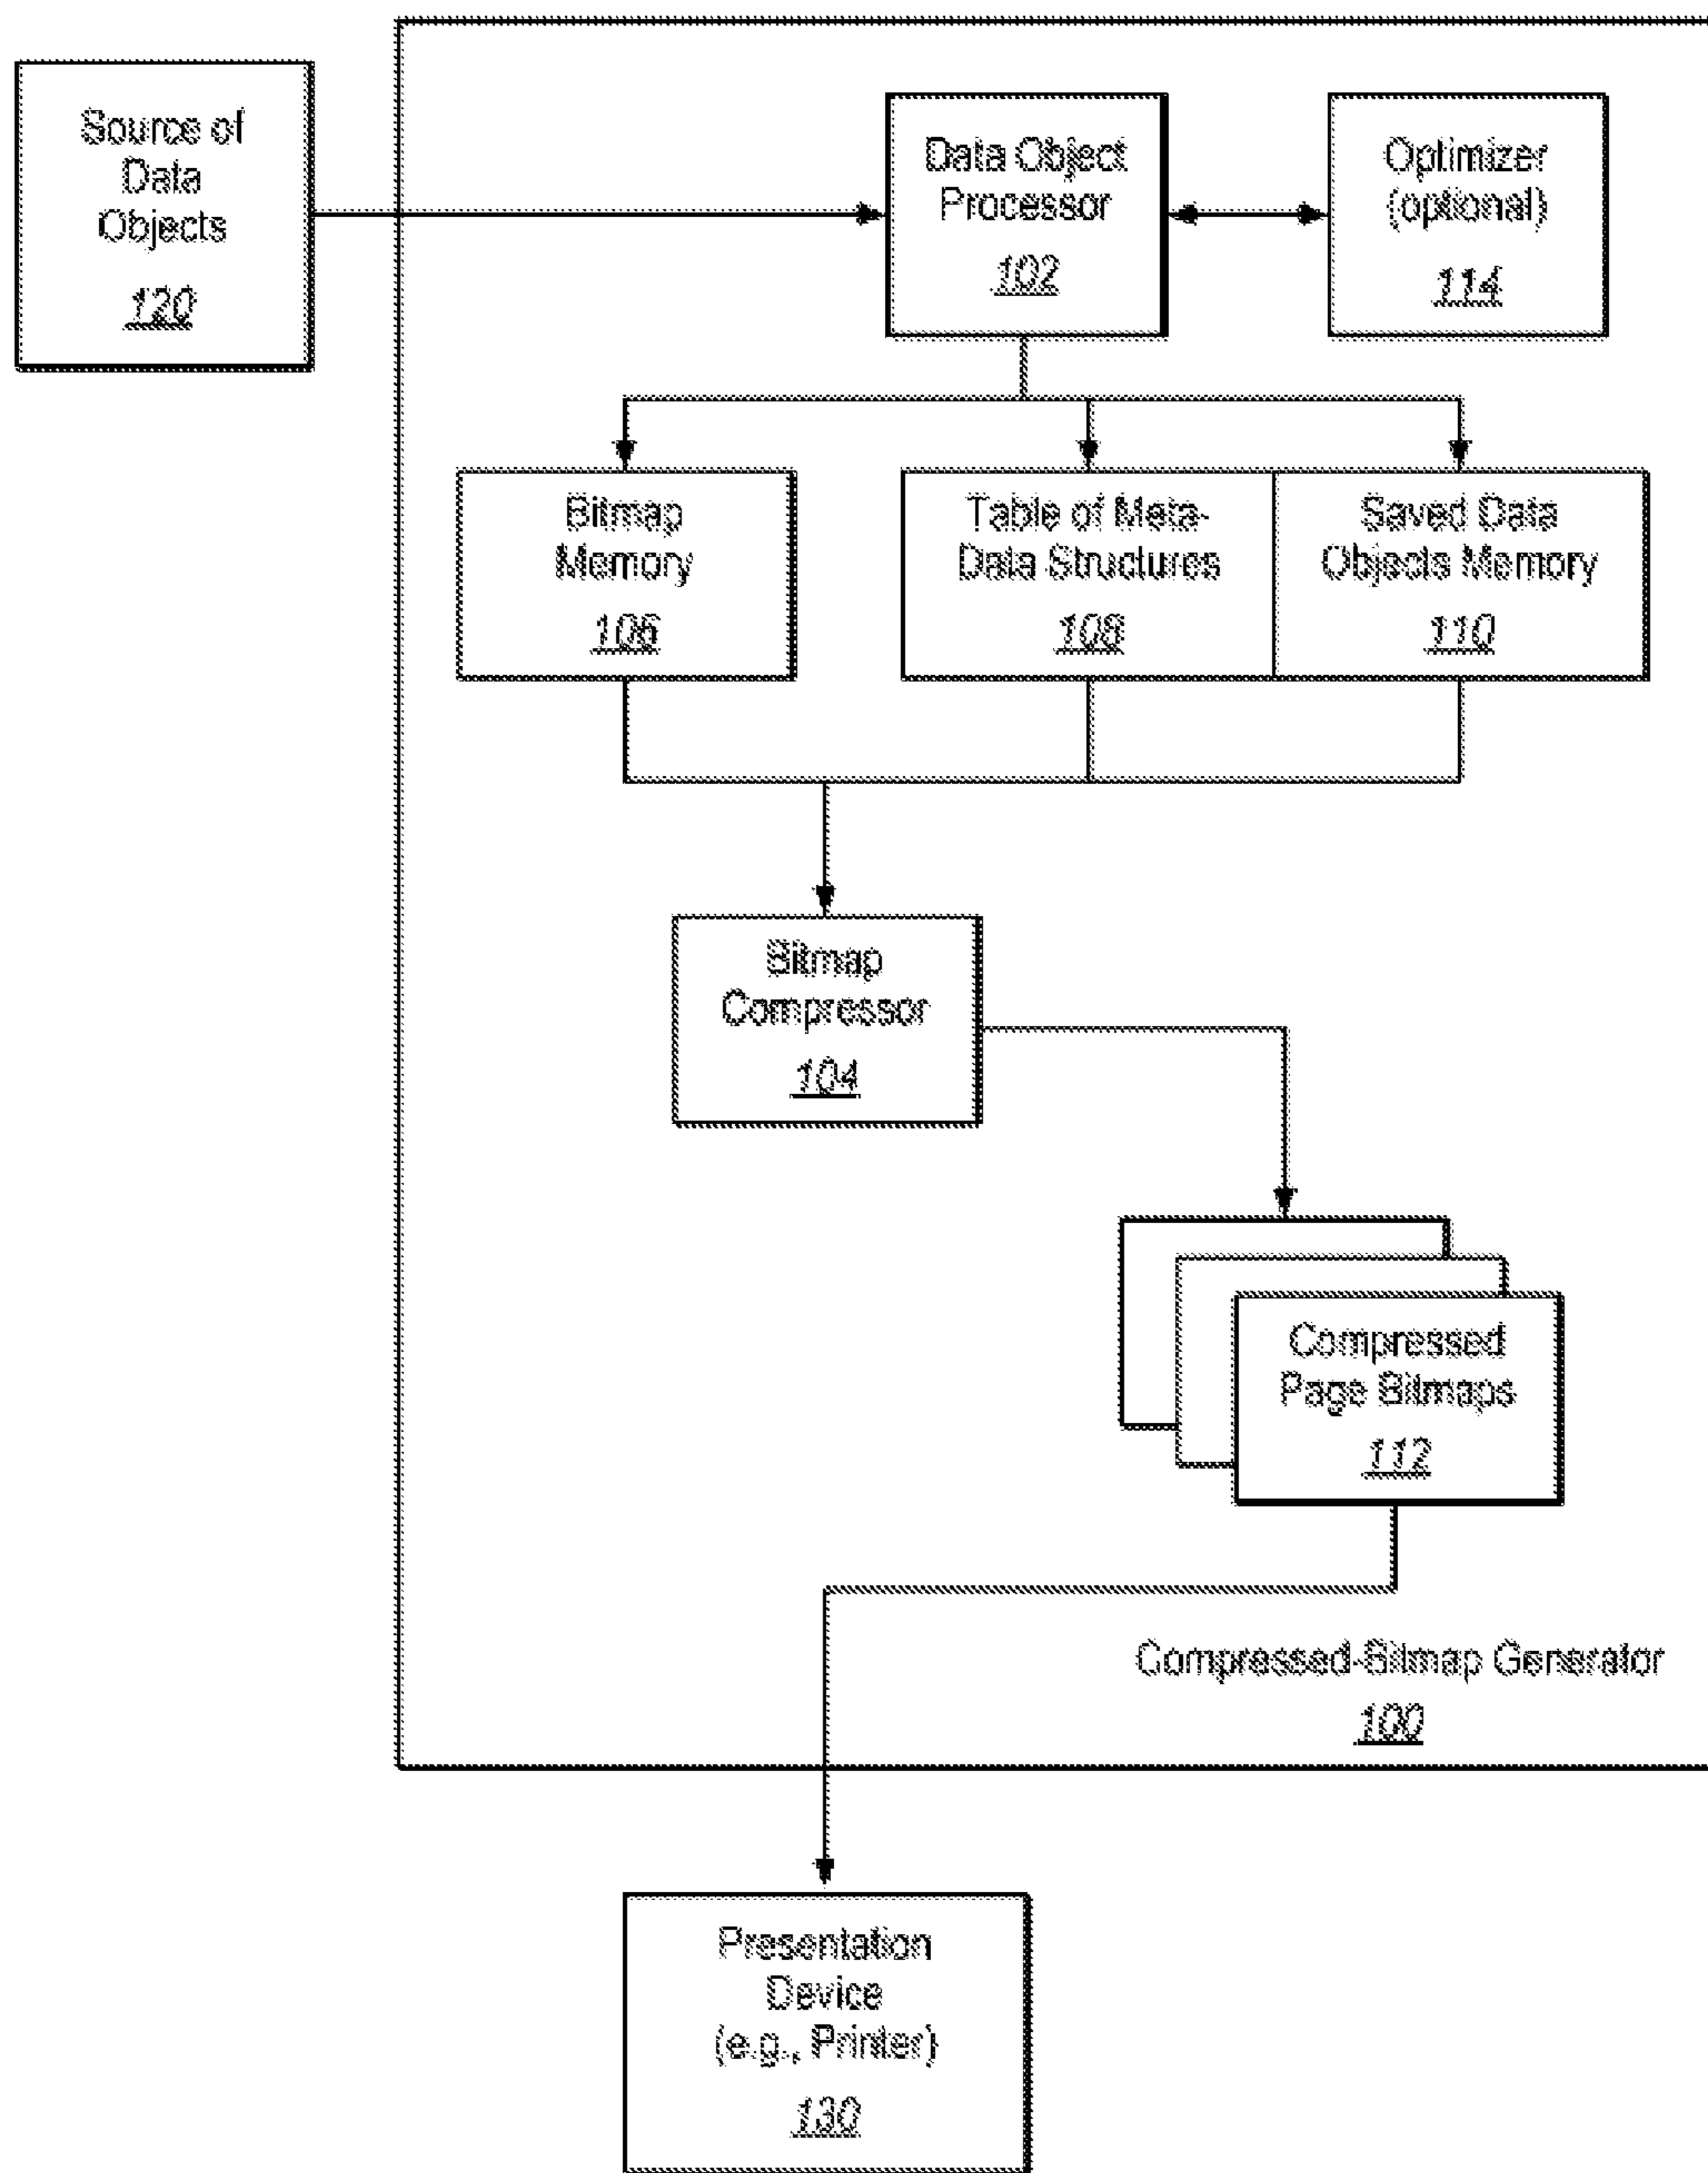 Source of
Data
Objects
120
Data Object
Processor
102
Optimizer
(optional)
114
Bitmap
Memory
106
Table of Meta-
Data Structures
108
Saved Data
Objects Memory
110
Bitmap
Compressor
104
Compressed
Page Bitmaps
112
Compressed-Bitmap Generator
100
Presentation
Device
(e.g., Printer)
130